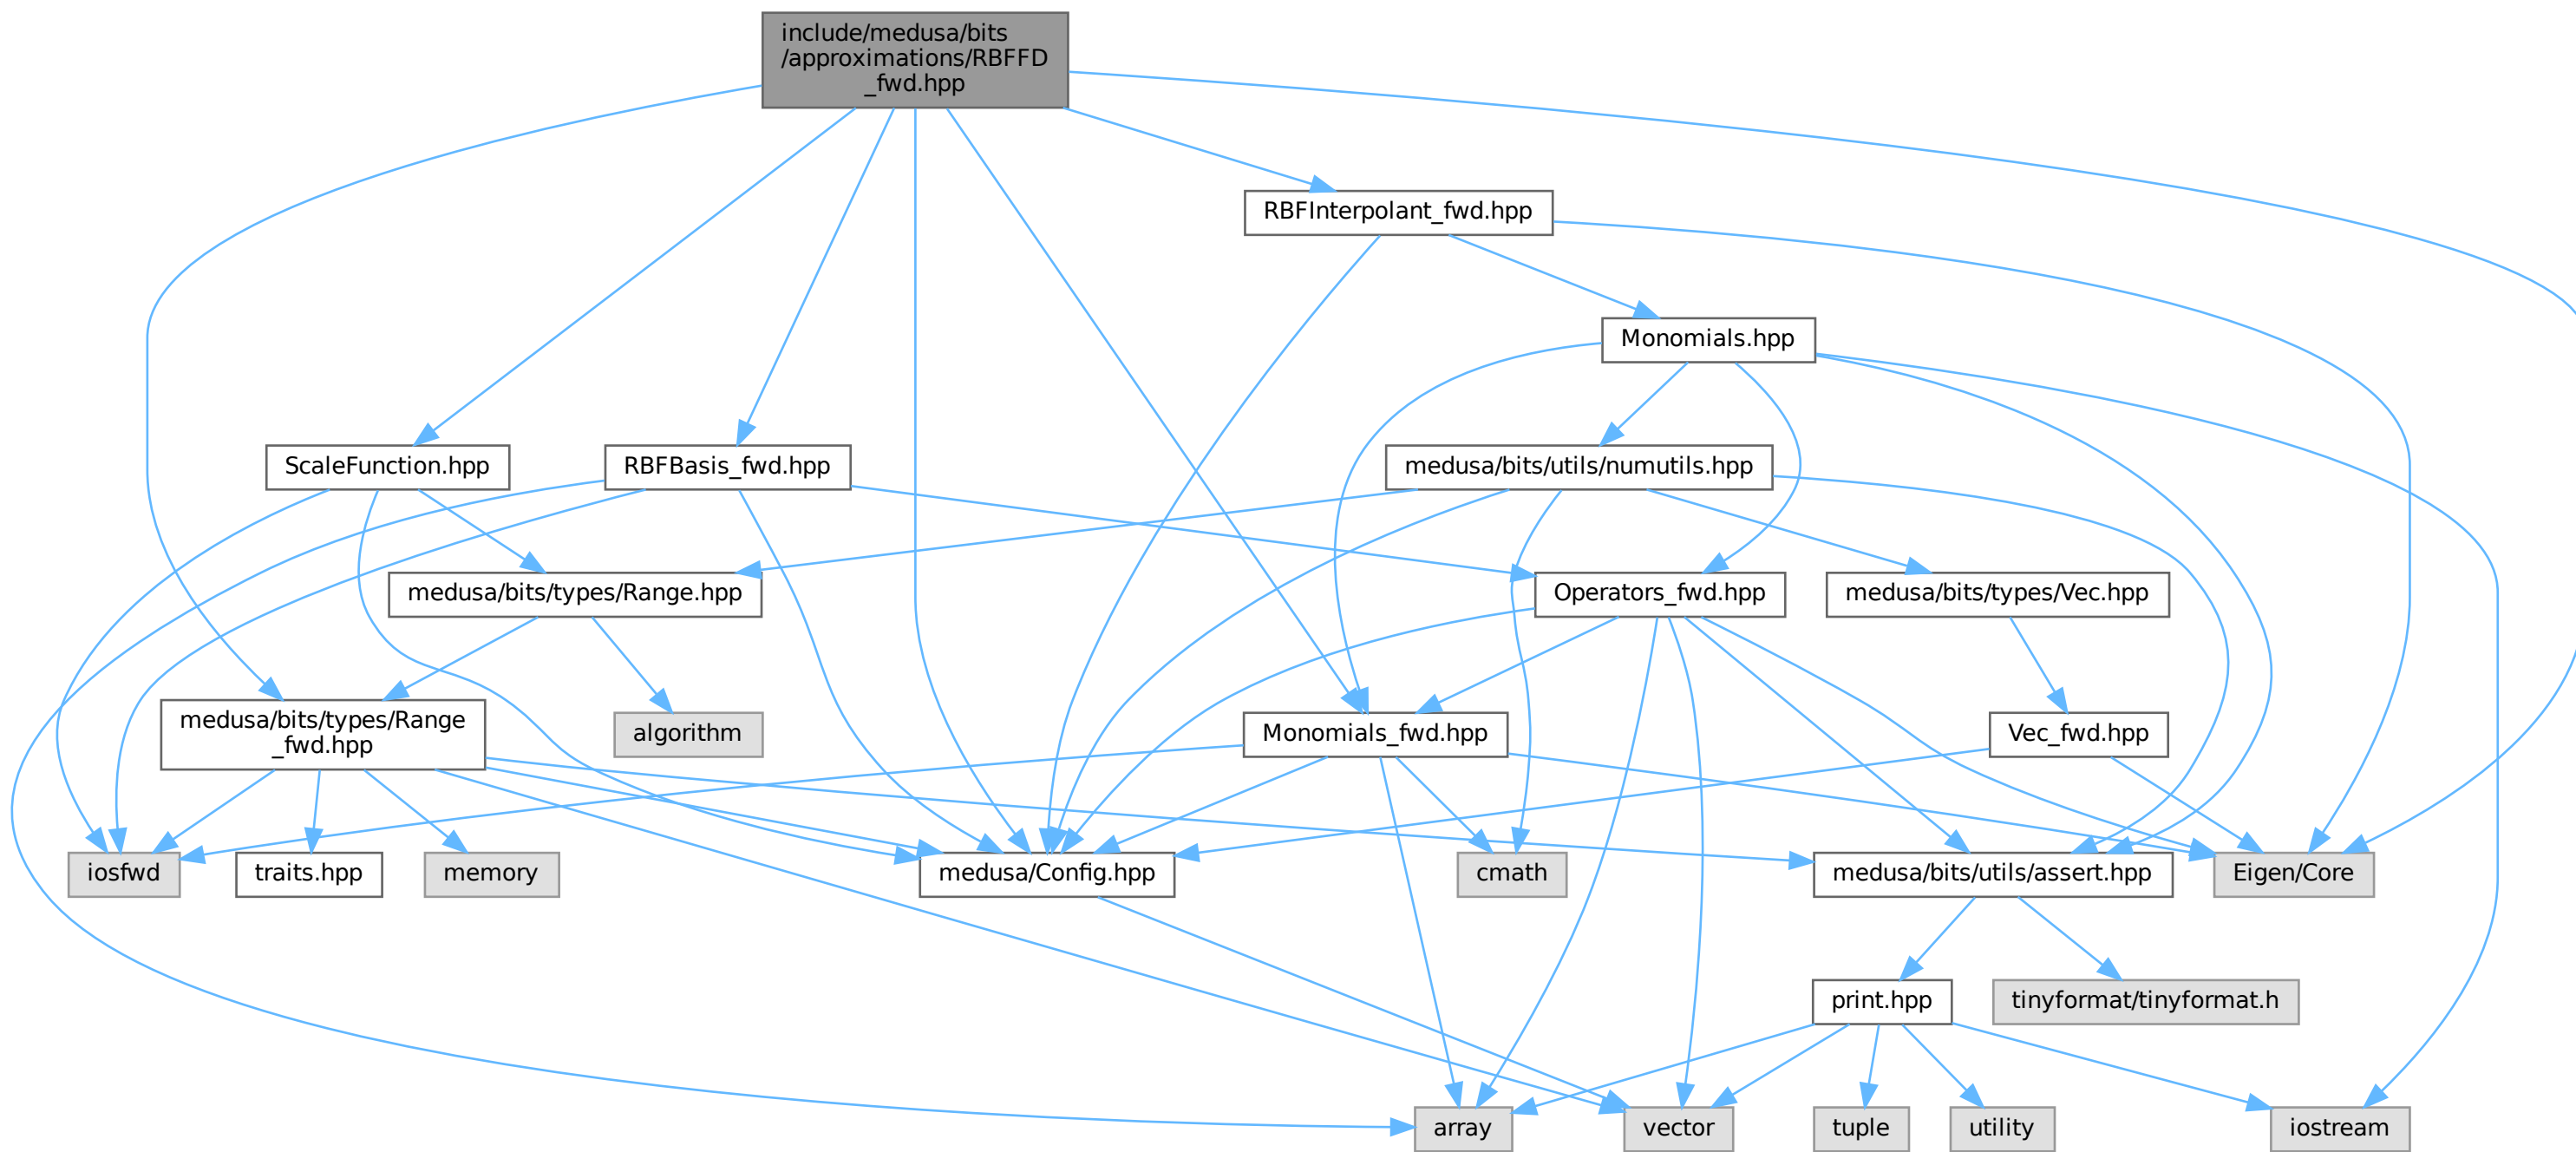 include/medusa/bits
/approximations/RBFFD
_fwd.hpp
RBFInterpolant_fwd.hpp
Monomials.hpp
ScaleFunction.hpp
RBFBasis_fwd.hpp
medusa/bits/utils/numutils.hpp
medusa/bits/types/Range.hpp
Operators_fwd.hpp
medusa/bits/types/Vec.hpp
medusa/bits/types/Range
_fwd.hpp
algorithm
Monomials_fwd.hpp
Vec_fwd.hpp
iosfwd
traits.hpp
memory
medusa/Config.hpp
cmath
medusa/bits/utils/assert.hpp
Eigen/Core
print.hpp
tinyformat/tinyformat.h
array
vector
tuple
utility
iostream